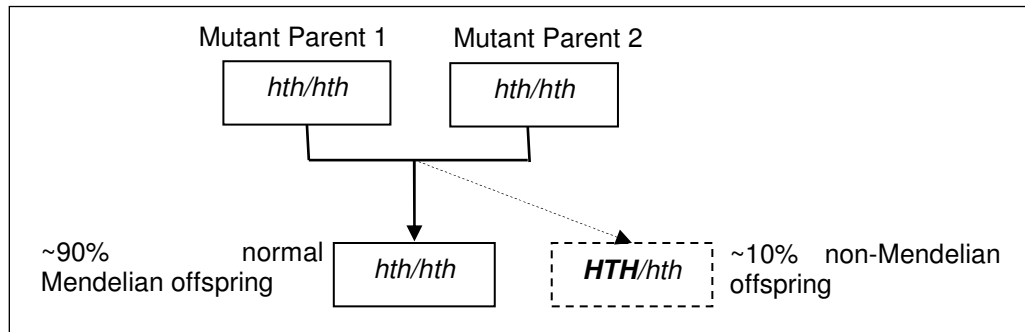 Mutant Parent 1 Mutant Parent 2
hth/hth hth/hth
~90% normal
Mendelian offspring
hth/hth
HTH/hth
~10% non-Mendelian
offspring